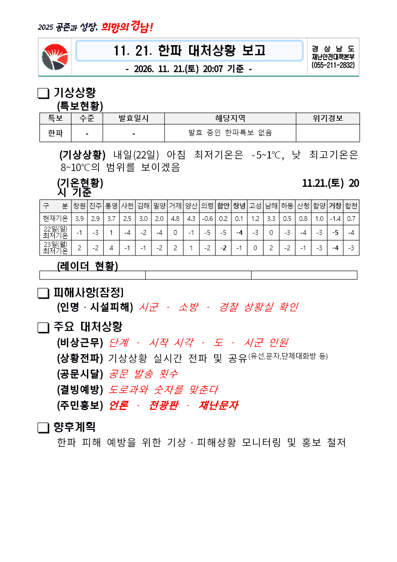 2025 공존과 성장, 희망의 경남!
11. 21. 한파 대처상황 보고
- 2026. 11. 21.(토) 20:07 기준 -
경 상 남 도
재난안전대책본부
(055-211-2832)
□ 기상상황
(특보현황)
특보 수준 발효일시 해당지역 위기경보
한파 - - 발효 중인 한파특보 없음
(기상상황) 내일(22일) 아침 최저기온은 -5~1℃, 낮 최고기온은
8~10℃의 범위를 보이겠음
(기온현황) 11.21.(토) 20
시 기준
구 분 창원 진주 통영 사천 김해 밀양 거제 양산 의령 함안 창녕 고성 남해 하동 산청 함양 거창 합천
현재기온 3.9 2.9 3.7 2.5 3.0 2.0 4.8 4.3 -0.6 0.2 0.1 1.2 3.3 0.5 0.8 1.0 -1.4 0.7
22일(일) 최저기온 -1 -3 1 -4 -2 -4 0 -1 -5 -5 -4 -3 0 -3 -4 -3 -5 -4
23일(월) 최저기온 2 -2 4 -1 -1 -2 2 1 -2 -2 -1 0 2 -2 -1 -3 -4 -3
(레이더 현황)
□ 피해사항(잠정)
(인명·시설피해) 시군 · 소방 · 경찰 상황실 확인
□ 주요 대처상황
(비상근무) 단계 · 시작 시각 · 도 · 시군 인원
(상황전파) 기상상황 실시간 전파 및 공유(유선,문자,단체대화방 등)
(공문시달) 공문 발송 횟수
(결빙예방) 도로과와 숫자를 맞춘다
(주민홍보) 언론 · 전광판 · 재난문자
□ 향후계획
한파 피해 예방을 위한 기상·피해상황 모니터링 및 홍보 철저